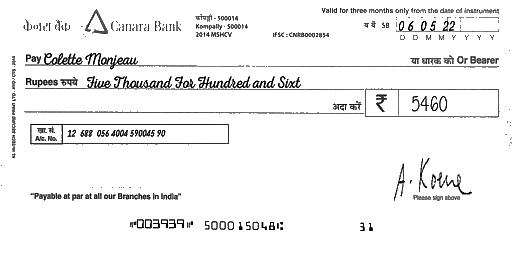 Valid for three months only from the date of instrument
केनरा बैंक Canara Bank
कोंपल्ली - 500014
Kompally - 500014
2014 MSHCV
IFSC : CNRB0002854
SB 06 05 22
D D M M Y Y Y Y
Pay Colette Monjeau या धारक को Or Bearer
Rupees रुपये Five Thousand For Hundred and Sixt
अदा करें ₹ 5460
खा. सं.
A/c. No. 12 688 056 4004 590045 90
A. Koene
"Payable at par at all our Branches in India"
Please sign above
⑈003939⑈ 500015048⑆ 31